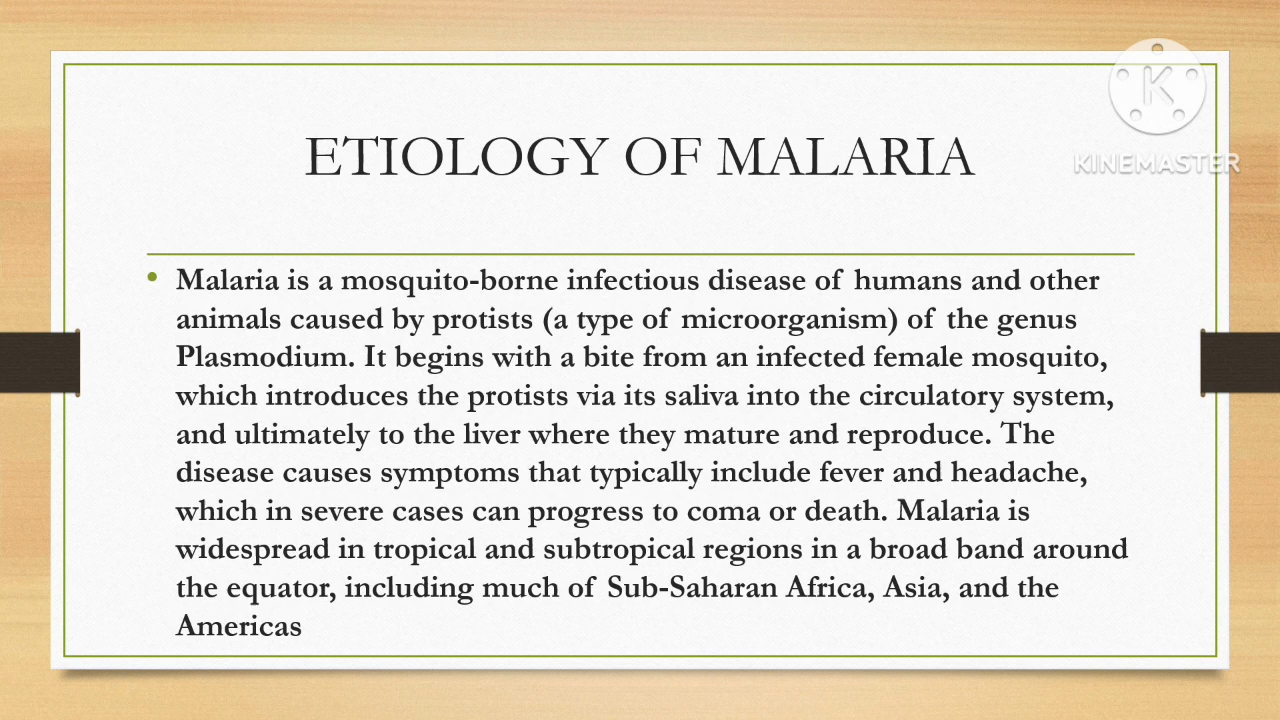 K
KINEMASTER
ETIOLOGY OF MALARIA
• Malaria is a mosquito-borne infectious disease of humans and other
animals caused by protists (a type of microorganism) of the genus
Plasmodium. It begins with a bite from an infected female mosquito,
which introduces the protists via its saliva into the circulatory system,
and ultimately to the liver where they mature and reproduce. The
disease causes symptoms that typically include fever and headache,
which in severe cases can progress to coma or death. Malaria is
widespread in tropical and subtropical regions in a broad band around
the equator, including much of Sub-Saharan Africa, Asia, and the
Americas